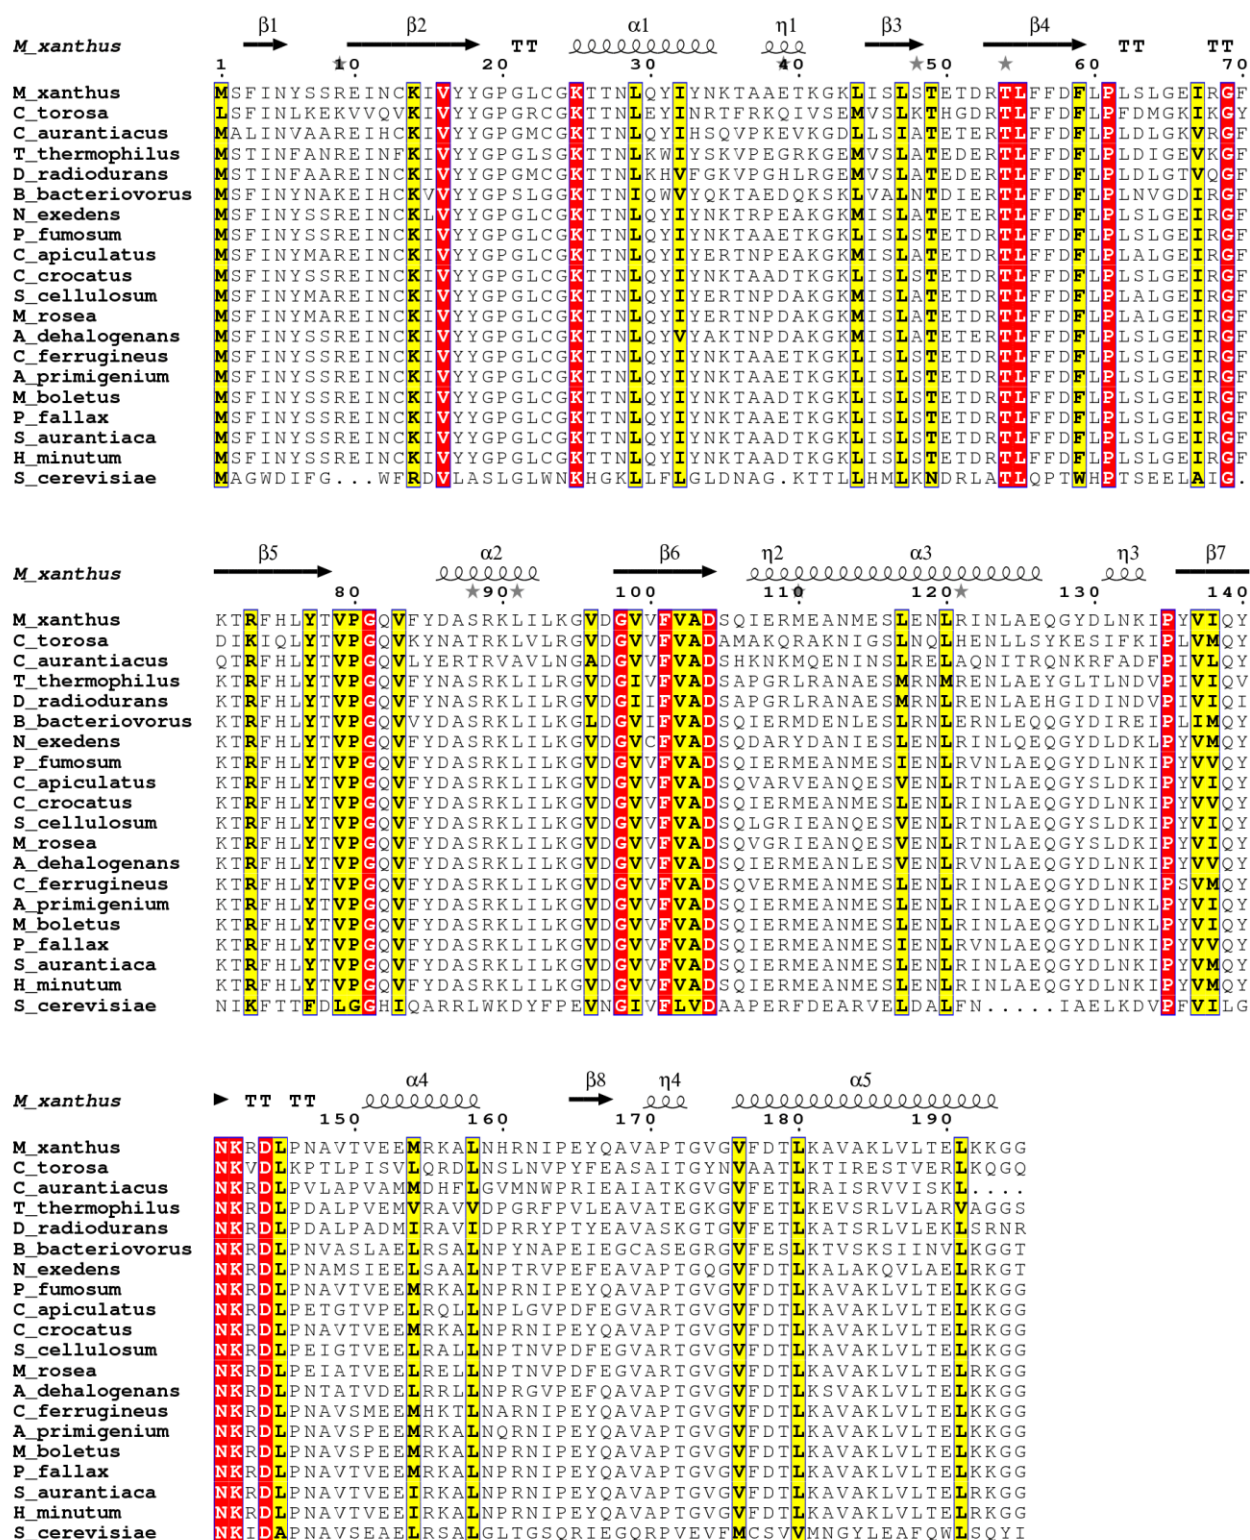 β1 β2 α1 η1 β3 β4
M_xanthus TT TT TT
1 10 20 30 40 50 60 70
M_xanthus MSFINYSSREINCKIVYYGPGLCGKTTNLQYIYNKTAAETKGKLISLSTETDRTLFFDFLPLSLGEIRGF
C_torosa LSFINLKEKVVQVKIVYYGPGRCGKTTNLEYINRTFRKQIVSEMVSLKTHGDRTLFFDFLPFDMGKIKGY
C_aurantiacus MALINVAAREIHCKIVYYGPGMCGKTTNLQYIHSQVPKEVKGDLLSIATEDERTLFFDFLPLDLGKVRGF
T_thermophilus MSTINFANREINFKIVYYGPGLSGKTTNLKWIYSKVPEGRKGEMVSLATEDERTLFFDFLPLDIGEVKGF
D_radiodurans MSTINFAAREINCKIVYYGPGMCGKTTNLKHVFGKVPGHLRGEMVSLATEDERTLFFDFLPLDLGTVQGF
B_bacteriovorus MSFINYNAKEIHCKVVYYGPSLGGKTTNIQWVYQKTAEDQKSKLVALNTDIERTLFFDFLPLNVGDIRGF
N_exedens MSFINYSSREINCKLVYYGPGLCGKTTNLQYIYNKTRPEAKGKMISLATETERTLFFDFLPLSLGEIRGF
P_fumosum MSFINYSSREINCKIVYYGPGLCGKTTNLQYIYNKTAAETKGKLISLSTETDRTLFFDFLPLSLGEIRGF
C_apiculatus MSFINYMAREINCKIVYYGPGLCGKTTNLQYIYERTNPEAKGKMISLATETDRTLFFDFLPLALGEIRGF
C_crocatus MSFINYSSREINCKIVYYGPGLCGKTTNLQYIYNKTAADTKGKLISLSTETDRTLFFDFLPLSLGEIRGF
S_cellulosum MSFINYMAREINCKIVYYGPGLCGKTTNLQYIYERTNPDAKGKMISLATETDRTLFFDFLPLALGEIRGF
M_rosea MSFINYMAREINCKIVYYGPGLCGKTTNLQYIYERTNPDAKGKMISLATETDRTLFFDFLPLALGEIRGF
A_dehalogenans MSFINYSSREINCKIVYYGPGLCGKTTNLQYVYAKTNPDAKGKMISLATETERTLFFDFLPLSLGEIRGF
C_ferrugineus MSFINYSSREINCKIVYYGPGLCGKTTNLQYIYNKTAAETKGKLISLSTETDRTLFFDFLPLSLGEIRGF
A_primigenium MSFINYSSREINCKIVYYGPGLCGKTTNLQYIYNKTAAETKGKLISLSTETDRTLFFDFLPLSLGEIRGF
M_boletus MSFINYSSREINCKIVYYGPGLCGKTTNLQYIYNKTAADTKGKLISLSTETDRTLFFDFLPLSLGEIRGF
P_fallax MSFINYSSREINCKIVYYGPGLCGKTTNLQYIYNKTAAETKGKLISLSTETDRTLFFDFLPLSLGEIRGF
S_aurantiaca MSFINYSSREINCKIVYYGPGLCGKTTNLQYIYNKTAADTKGKLISLSTETDRTLFFDFLPLSLGEIRGF
H_minutum MSFINYSSREINCKIVYYGPGLCGKTTNLQYIYNKTAADTKGKLISLSTETDRTLFFDFLPLSLGEIRGF
S_cerevisiae MAGWDIFG...WFRDVLASLGLWNKHGKLLFLGLDNAG.KTTLLHMLKNDRLATLQPTWHPTSEELAIG.
β5 α2 β6 η2 α3 η3 β7
M_xanthus
80 90 100 110 120 130 140
M_xanthus KTRFHLYTVPGQVFYDASRKLILKGVDGVVFVADSQIERMEANMESLENLRINLAEQGYDLNKIPYVIQY
C_torosa DIKIQLYTVPGQVKYNATRKLVLRGVDGVVFVADAMAKQRAKNIGSLNQLHENLLSYKESIFKIPLVMQY
C_aurantiacus QTRFHLYTVPGQVLYERTRVAVLNGADGVVFVADSHKNKMQENINSLRELAQNITRQNKRFADFPIVLQY
T_thermophilus KTRFHLYTVPGQVFYNASRKLILRGVDGIVFVADSAPGRLRANAESMRNMRENLAEYGLTLNDVPIVIQV
D_radiodurans KTRFHLYTVPGQVFYNASRKLILRGVDGIIFVADSAPGRLRANAESMRNLRENLAEHGIDINDVPIVIQI
B_bacteriovorus KTRFHLYTVPGQVVYDASRKLILKGLDGVIFVADSQIERMDENLESLRNLERNLEQQGYDIREIPLIMQY
N_exedens KTRFHLYTVPGQVFYDASRKLILKGVDGVCFVADSQDARYDANIESLENLRINLQEQGYDLDKLPYVMQY
P_fumosum KTRFHLYTVPGQVFYDASRKLILKGVDGVVFVADSQIERMEANMESIENLRVNLAEQGYDLNKIPYVVQY
C_apiculatus KTRFHLYTVPGQVFYDASRKLILKGVDGVVFVADSQVARVTANQESVENLRTNLAEQGYSLDKIPYVIQY
C_crocatus KTRFHLYTVPGQVFYDASRKLILKGVDGVVFVADSQIERMEANMESLENLRINLAEQGYDLNKIPYVVQY
S_cellulosum KTRFHLYTVPGQVFYDASRKLILKGVDGVVFVADSQLGRIEANQESVENLRTNLAEQGYSLDKIPYVIQY
M_rosea KTRFHLYTVPGQVFYDASRKLILKGVDGVVFVADSQVGRIEANQESVENLRTNLAEQGYSLDKIPYVIQY
A_dehalogenans KTRFHLYTVPGQVFYDASRKLILKGVDGVVFVADSQIERMEANLESVENLRVNLAEQGYDLNKIPYVVQY
C_ferrugineus KTRFHLYTVPGQVFYDASRKLILKGVDGVVFVADSQVERMEANMESLENLRINLAEQGYDLNKIPSVMQY
A_primigenium KTRFHLYTVPGQVFYDASRKLILKGVDGVVFVADSQIERMEANMESLENLRINLAEQGYDLNKLPYVIQY
M_boletus KTRFHLYTVPGQVFYDASRKLILKGVDGVVFVADSQIERMEANMESLENLRINLAEQGYDLNKIPYVIQY
P_fallax KTRFHLYTVPGQVFYDASRKLILKGVDGVVFVADSQIERMEANMESIENLRVNLAEQGYDLNKIPYVVQY
S_aurantiaca KTRFHLYTVPGQVFYDASRKLILKGVDGVVFVADSQIERMEANMESLENLRINLAEQGYDLNKIPYVMQY
H_minutum KTRFHLYTVPGQVFYDASRKLILKGVDGVVFVADSQIERMEANMESLENLRINLAEQGYDLNKIPYVMQY
S_cerevisiae NIKFTTFDLGGHIQARRLWKDYFPEVNGIVFLVDAAPERFDEARVELDALFN.....IAELKDVPFVILG
α4 β8 η4 α5
M_xanthus TT TT
150 160 170 180 190
M_xanthus NKRDLPNAVTVEEMRKALNHRNIPEYQAVAPTGVGVFDTLKAVAKLVLTELKKGG
C_torosa NKVDLKPTLPISVLQRDLNSLNVPYFEASAITGYNVAATLKTIRESTVERLKQGQ
C_aurantiacus NKRDLPVLAPVAMMDHFLGVMNWPRIEAIATKGVGVFETLRAISRVVISKL....
T_thermophilus NKRDLPDALPVEMVRAVVDPGRFPVLEAVATEGKGVFETLKEVSRLVLARVAGGS
D_radiodurans NKRDLPDALPADMIRAVIDPRRYPTYEAVASKGTGVFETLKATSRLVLEKLSRNR
B_bacteriovorus NKRDLPNVASLAELRSALNPYNAPEIEGCASEGRGVFESLKTVSKSIINVLKGGT
N_exedens NKRDLPNAMSIEELSAALNPTRVPEFEAVAPTGQGVFDTLKALAKQVLAELRKGT
P_fumosum NKRDLPNAVTVEEMRKALNPRNIPEYQAVAPTGVGVFDTLKAVAKLVLTELKKGG
C_apiculatus NKRDLPETGTVPELRQLLNPLGVPDFEGVARTGVGVFDTLKAVAKLVLTELKKGG
C_crocatus NKRDLPNAVTVEEMRKALNPRNIPEYQAVAPTGVGVFDTLKAVAKLVLTELRKGG
S_cellulosum NKRDLPEIGTVEELRALLNPTNVPDFEGVARTGVGVFDTLKAVAKLVLTELKKGG
M_rosea NKRDLPEIATVEELRELLNPTNVPDFEGVARTGVGVFDTLKAVAKLVLTELRKGG
A_dehalogenans NKRDLPNTATVDELRRLLNPRGVPEFQAVAPTGVGVFDTLKSVAKLVLTELKKGG
C_ferrugineus NKRDLPNAVSMEEMHKTLNARNIPEYQAVAPTGVGVFDTLKAVAKLVLTELKKGG
A_primigenium NKRDLPNAVSPEEMRKALNQRNIPEYQAVAPTGVGVFDTLKAVAKLVLTELKKGG
M_boletus NKRDLPNAVSPEEMRKALNPRNIPEYQAVAPTGVGVFDTLKAVAKLVLTELKKGG
P_fallax NKRDLPNAVTVEEMRKALNPRNIPEYQAVAPTGVGVFDTLKAVAKLVLTELKKGG
S_aurantiaca NKRDLPNAVTVEEIRKALNPRNIPEYQAVAPTGVGVFDTLKAVAKLVLTELRKGG
H_minutum NKRDLPNAVTVEEIRKALNPRNIPEYQAVAPTGVGVFDTLKAVAKLVLTELKKGG
S_cerevisiae NKIDAPNAVSEAELRSALGLTGSQRIEGQRPVEVFMCSVVMNGYLEAFQWLSQYI